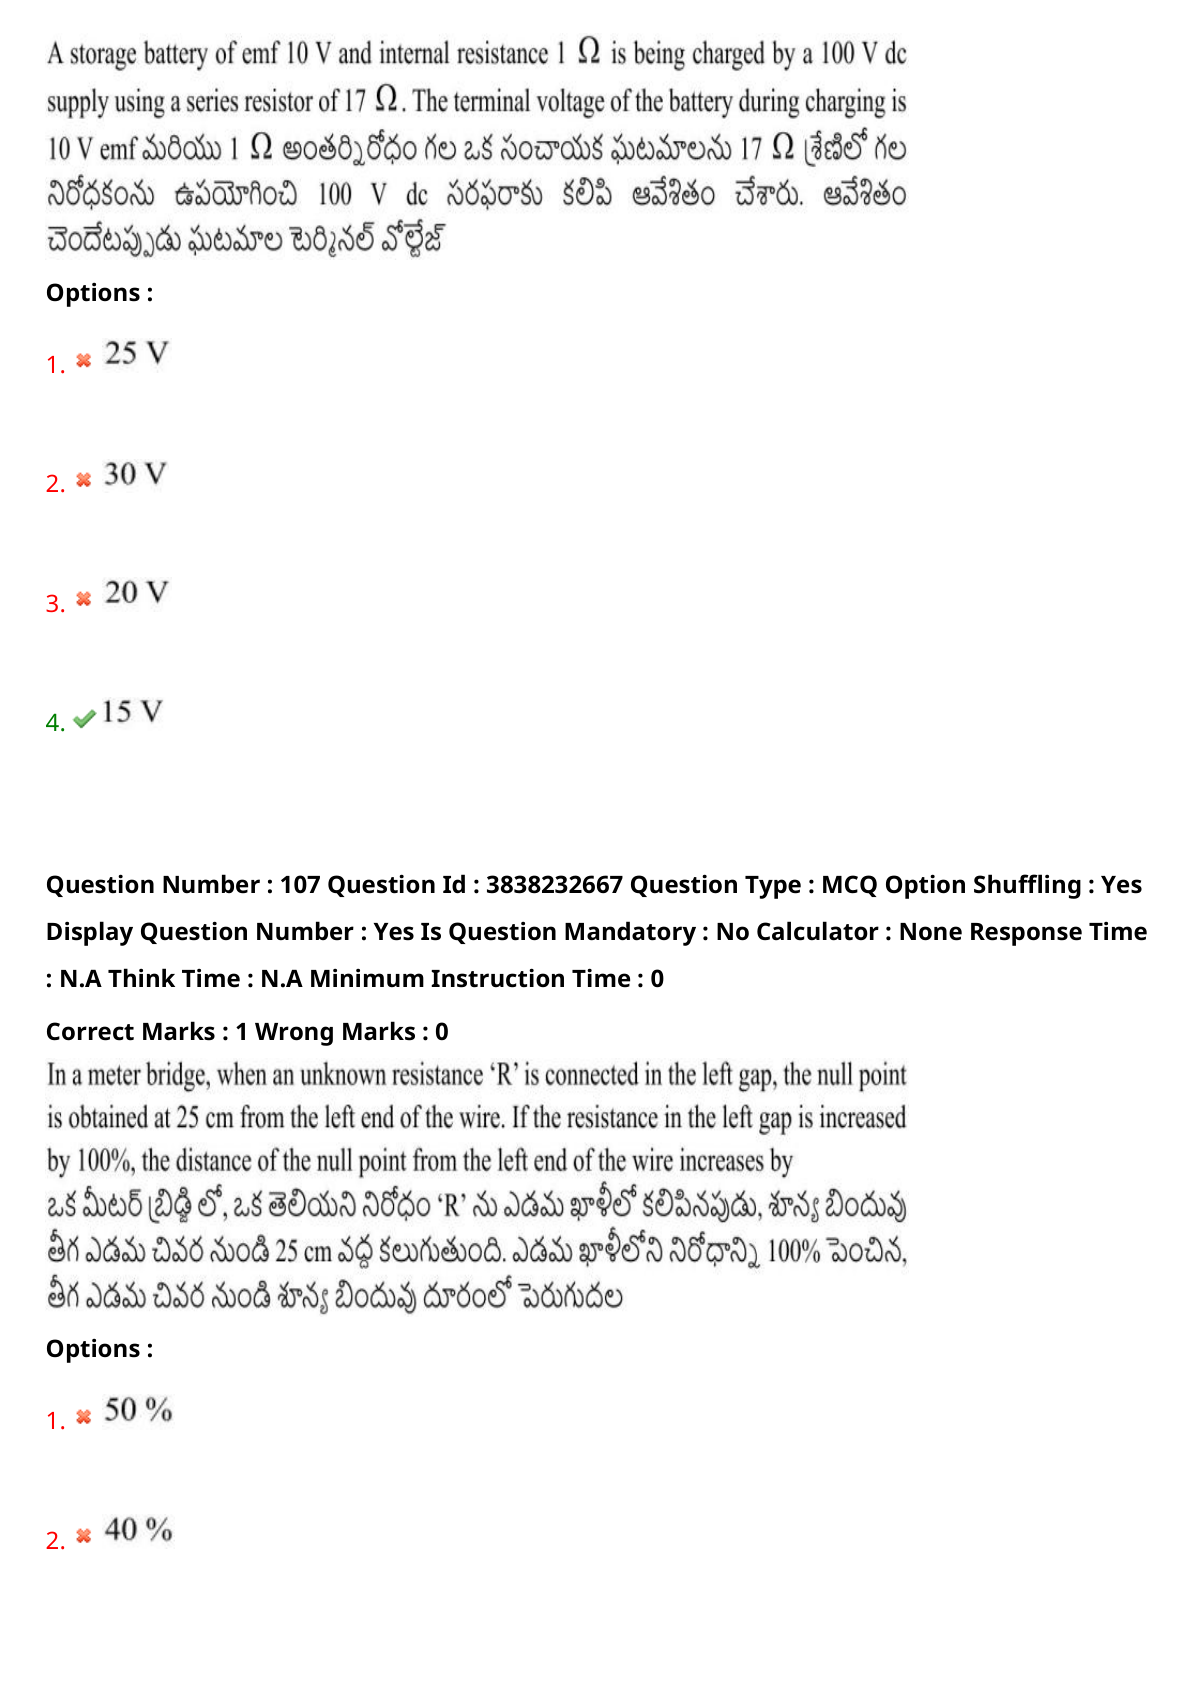 A storage battery of emf 10 V and internal resistance 1 Ω is being charged by a 100 V dc
supply using a series resistor of 17 Ω. The terminal voltage of the battery during charging is
10 V emf మరియు 1 Ω అంతర్నిరోధం గల ఒక సంచాయక ఘటమాలను 17 Ω శ్రేణిలో గల
నిరోధకంను ఉపయోగించి 100 V dc సరఫరాకు కలిపి ఆవేశితం చేశారు. ఆవేశితం
చెందేటప్పుడు ఘటమాల టెర్మినల్ వోల్టేజ్
Options :
1. 25 V
2. 30 V
3. 20 V
4. 15 V
Question Number : 107 Question Id : 3838232667 Question Type : MCQ Option Shuffling : Yes
Display Question Number : Yes Is Question Mandatory : No Calculator : None Response Time
: N.A Think Time : N.A Minimum Instruction Time : 0
Correct Marks : 1 Wrong Marks : 0
In a meter bridge, when an unknown resistance ‘R’ is connected in the left gap, the null point
is obtained at 25 cm from the left end of the wire. If the resistance in the left gap is increased
by 100%, the distance of the null point from the left end of the wire increases by
ఒక మీటర్ బ్రిడ్జి లో, ఒక తెలియని నిరోధం ‘R’ ను ఎడమ ఖాళీలో కలిపినపుడు, శూన్య బిందువు
తీగ ఎడమ చివర నుండి 25 cm వద్ద కలుగుతుంది. ఎడమ ఖాళీలోని నిరోధాన్ని 100% పెంచిన,
తీగ ఎడమ చివర నుండి శూన్య బిందువు దూరంలో పెరుగుదల
Options :
1. 50 %
2. 40 %